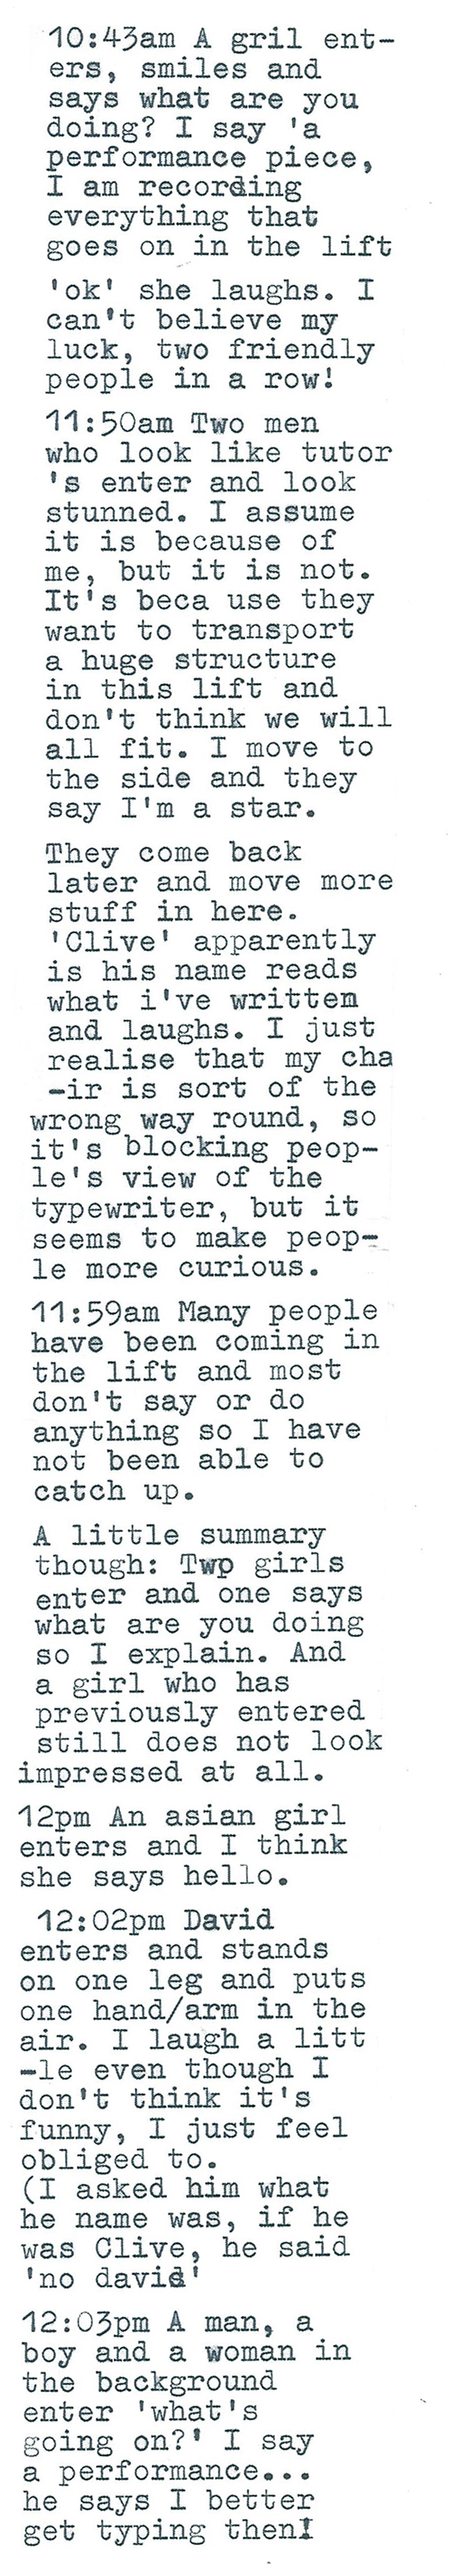 10:43am A gril ent-
ers, smiles and
says what are you
doing? I say 'a
performance piece,
I am recording
everything that
goes on in the lift
'ok' she laughs. I
can't believe my
luck, two friendly
people in a row!
11:50am Two men
who look like tutor
's enter and look
stunned. I assume
it is because of
me, but it is not.
It's beca use they
want to transport
a huge structure
in this lift and
don't think we will
all fit. I move to
the side and they
say I'm a star.
They come back
later and move more
stuff in here.
'Clive' apparently
is his name reads
what i've written
and laughs. I just
realise that my cha
-ir is sort of the
wrong way round, so
it's blocking peop-
le's view of the
typewriter, but it
seems to make peop-
le more curious.
11:59am Many people
have been coming in
the lift and most
don't say or do
anything so I have
not been able to
catch up.
A little summary
though: Twp girls
enter and one says
what are you doing
so I explain. And
a girl who has
previously entered
still does not look
impressed at all.
12pm An asian girl
enters and I think
she says hello.
12:02pm David
enters and stands
on one leg and puts
one hand/arm in the
air. I laugh a litt
-le even though I
don't think it's
funny, I just feel
obliged to.
(I asked him what
he name was, if he
was Clive, he said
'no david'
12:03pm A man, a
boy and a woman in
the background
enter 'what's
going on?' I say
a performance...
he says I better
get typing then!